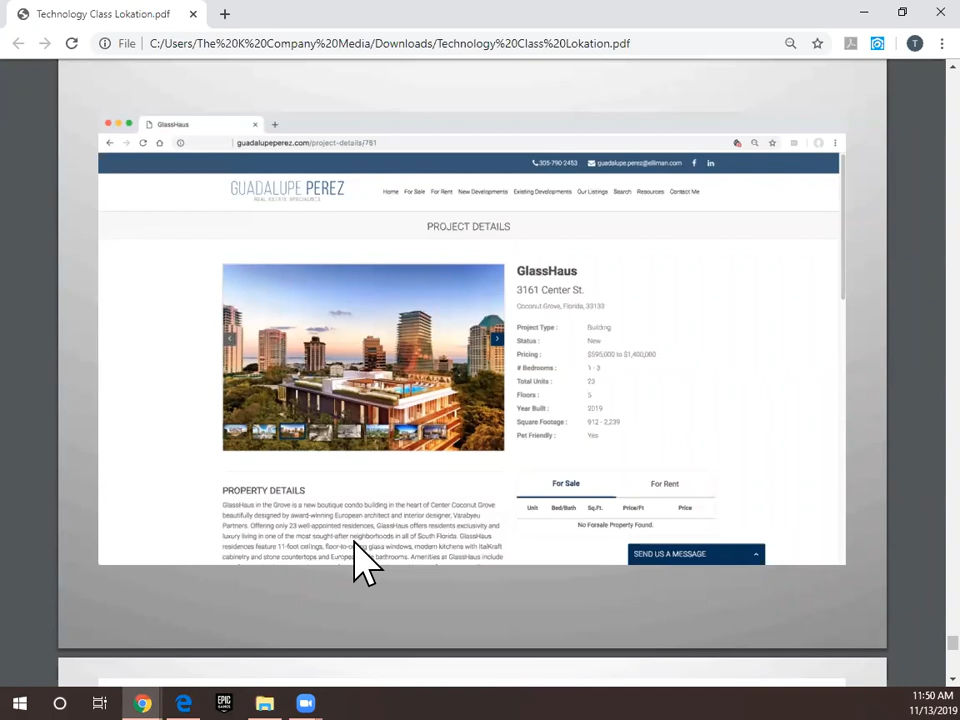 Technology Class Lokation.pdf
File C:/Users/The%20K%20Company%20Media/Downloads/Technology%20Class%20Lokation.pdf
GlassHaus
guadalupeperez.com/project-details/781
305-790-2453 guadalupe.perez@elliman.com
GUADALUPE PEREZ
REAL ESTATE SPECIALISTS
Home For Sale For Rent New Developments Existing Developments Our Listings Search Resources Contact Me
PROJECT DETAILS
GlassHaus
3161 Center St.
Coconut Grove, Florida, 33133
Project Type : Building
Status : New
Pricing : $595,000 to $1,400,000
# Bedrooms : 1 - 3
Total Units : 23
Floors : 5
Year Built : 2019
Square Footage : 912 - 2,239
Pet Friendly : Yes
For Sale For Rent
Unit Bed/Bath Sq.Ft. Price/Ft Price
No Forsale Property Found.
SEND US A MESSAGE
PROPERTY DETAILS
GlassHaus in the Grove is a new boutique condo building in the heart of Center Coconut Grove
beautifully designed by award-winning European architect and interior designer, Varabyeu
Partners. Offering only 23 well-appointed residences, GlassHaus offers residents exclusivity and
luxury living in one of the most sought-after neighborhoods in all of South Florida. GlassHaus
residences feature 11-foot ceilings, glass windows, modern kitchens with ItalKraft
cabinetry and stone countertops and bathrooms. Amenities at GlassHaus include
EPIC
GAMES
11:50 AM
11/13/2019
T